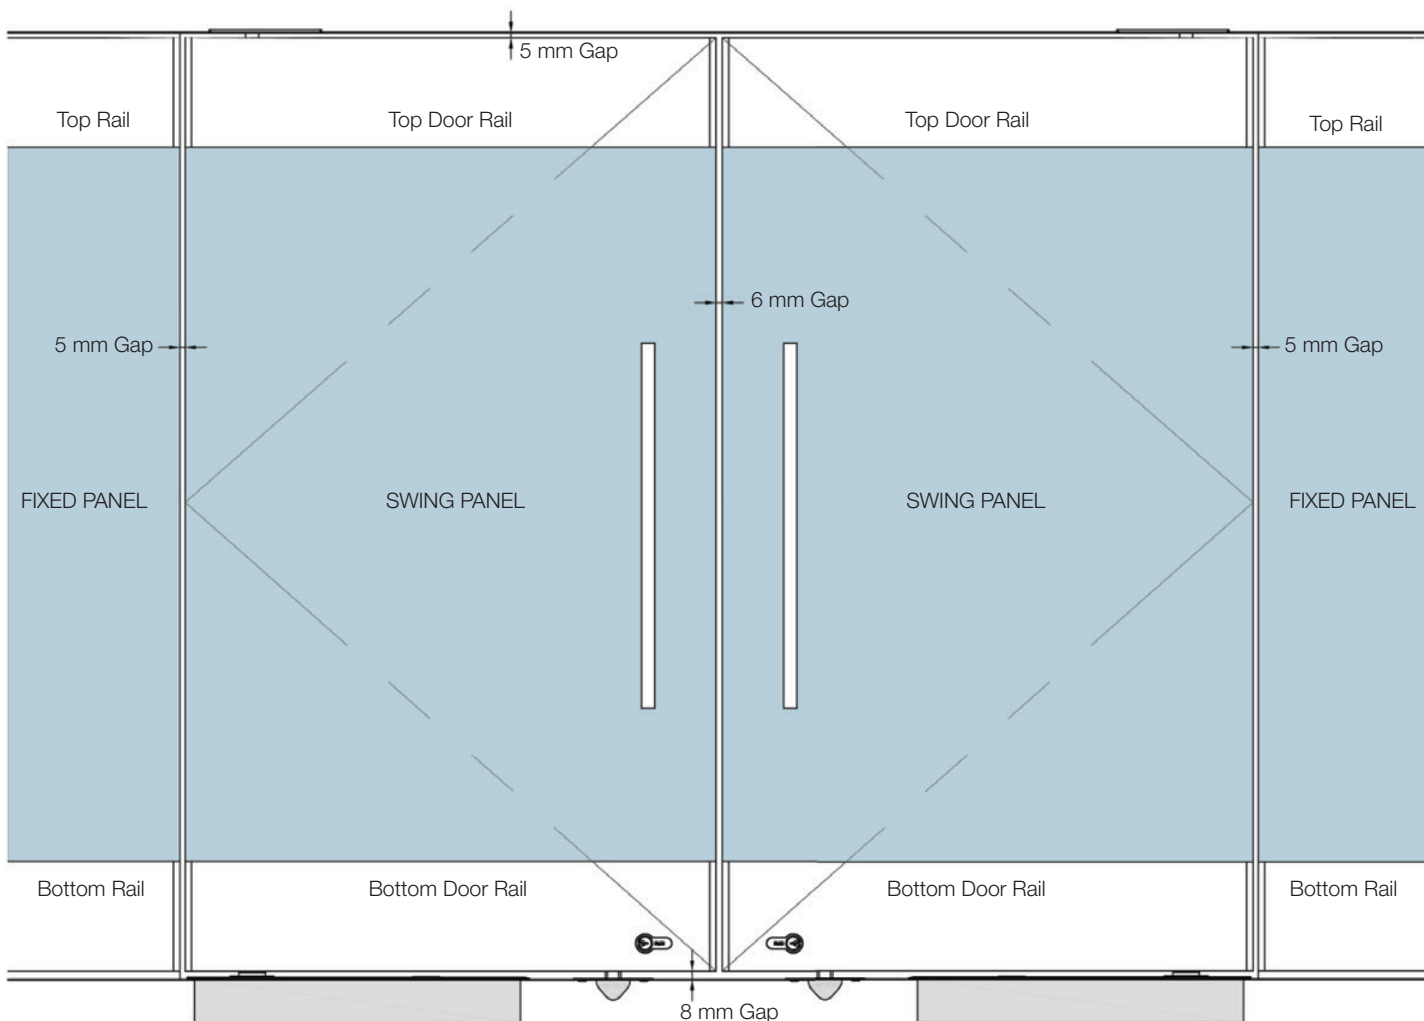 5 mm Gap
Top Rail
Top Door Rail
Top Door Rail
Top Rail
6 mm Gap
5 mm Gap
5 mm Gap
FIXED PANEL
SWING PANEL
SWING PANEL
FIXED PANEL
Bottom Rail
Bottom Door Rail
Bottom Door Rail
Bottom Rail
8 mm Gap